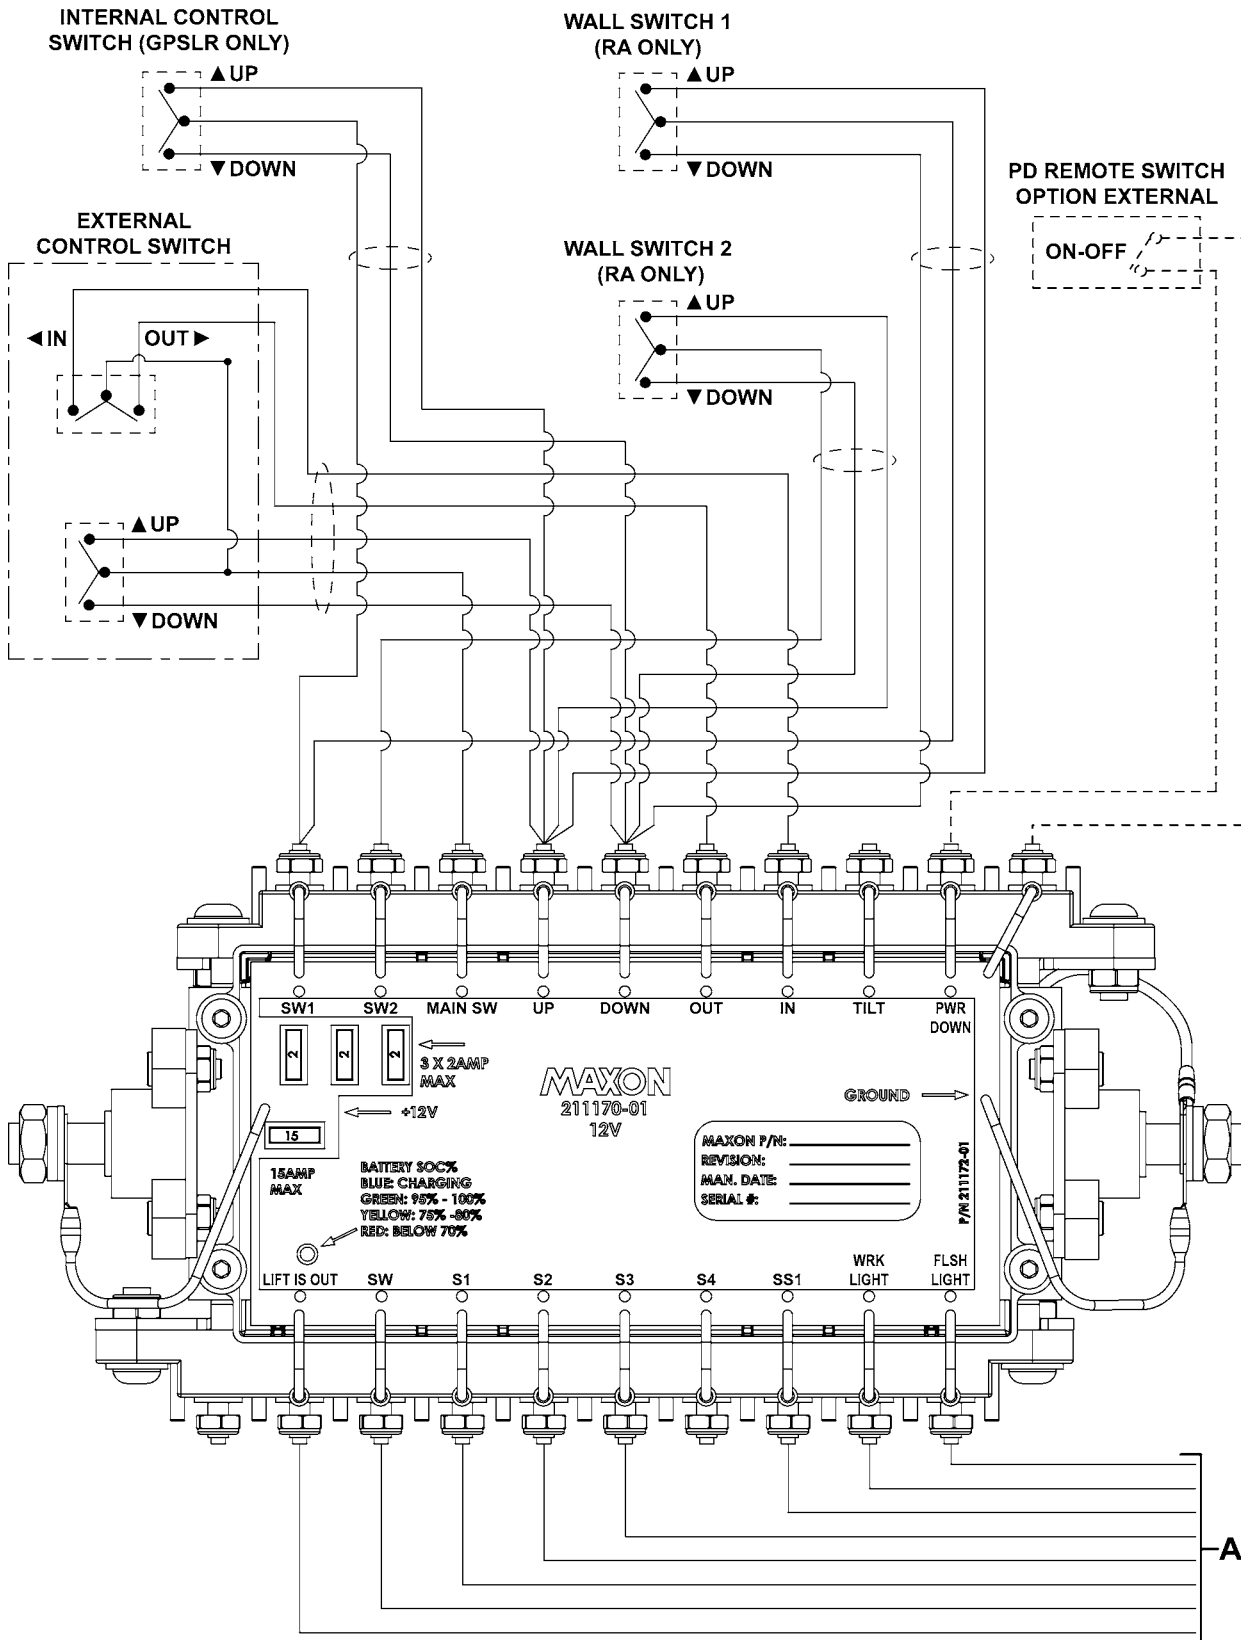 INTERNAL CONTROL
SWITCH (GPSLR ONLY)
▲UP
▼DOWN
WALL SWITCH 1
(RA ONLY)
▲UP
▼DOWN
PD REMOTE SWITCH
OPTION EXTERNAL
ON-OFF
EXTERNAL
CONTROL SWITCH
◄IN
OUT►
▲UP
▼DOWN
WALL SWITCH 2
(RA ONLY)
▲UP
▼DOWN
SW1
SW2
MAIN SW
UP
DOWN
OUT
IN
TILT
PWR
DOWN
2
2
2
3 X 2AMP
MAX
+12V
15
15AMP
MAX
MAXON
211170-01
12V
GROUND
BATTERY SOC%
BLUE: CHARGING
GREEN: 95% - 100%
YELLOW: 75% -80%
RED: BELOW 70%
MAXON P/N:
REVISION:
MAN. DATE:
SERIAL #:
P/N 211172-01
LIFT IS OUT
SW
S1
S2
S3
S4
SS1
WRK
LIGHT
FLSH
LIGHT
A